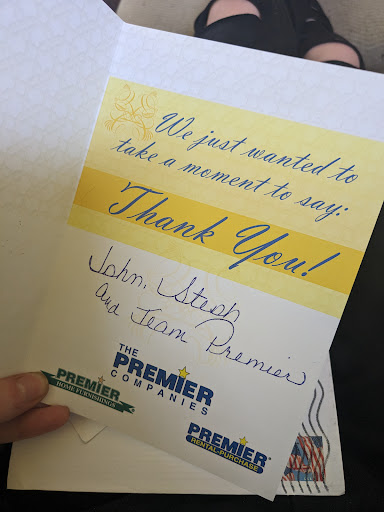 We just wanted to
take a moment to say:
Thank You!
John, Steph
and Team Premier
THE
PREMIER
COMPANIES
PREMIER
HOME FURNISHINGS
PREMIER
RENTAL-PURCHASE